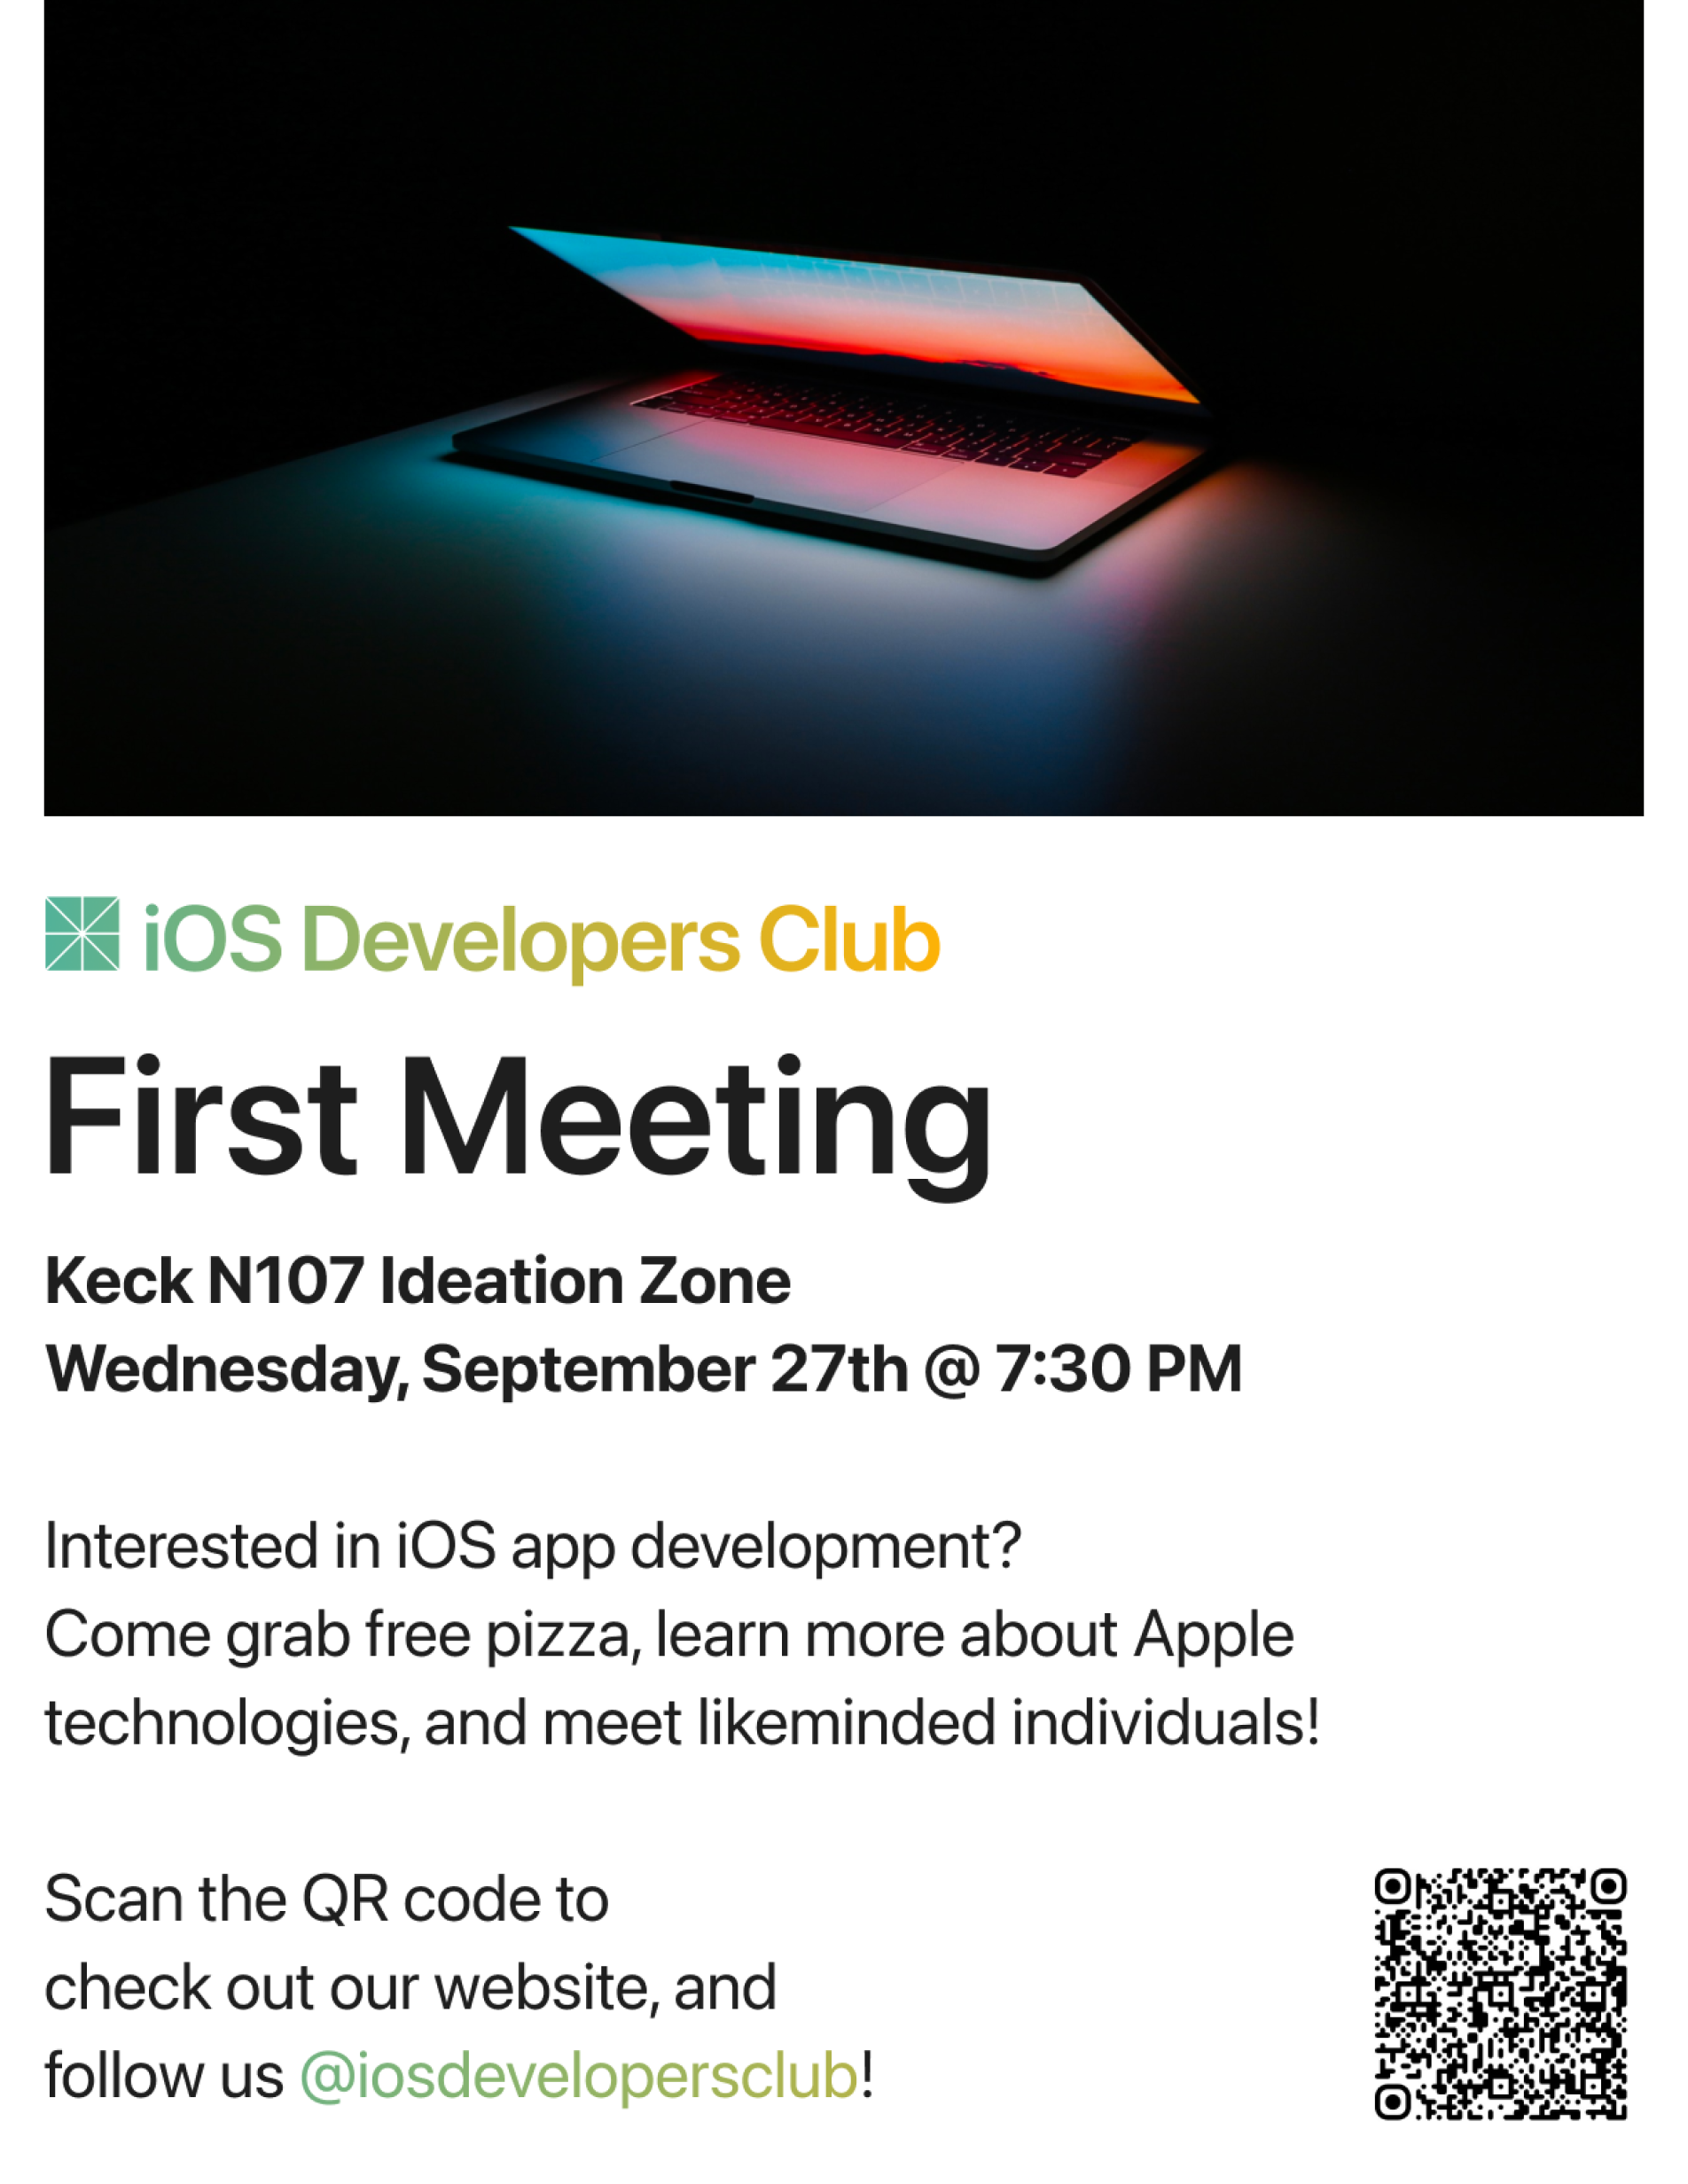 iOS Developers Club
First Meeting
Keck N107 Ideation Zone
Wednesday, September 27th @ 7:30 PM
Interested in iOS app development?
Come grab free pizza, learn more about Apple
technologies, and meet likeminded individuals!
Scan the QR code to
check out our website, and
follow us @iosdevelopersclub!